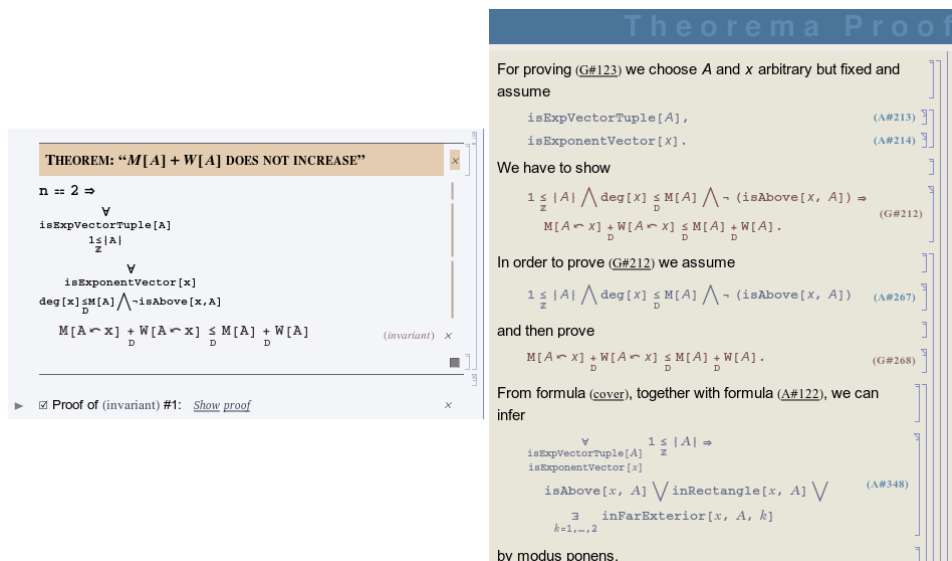 THEOREM: “M[A] + W[A] DOES NOT INCREASE”
n == 2 ⇒
∀
isExpVectorTuple[A]
1≤|A|
ℤ
∀
isExponentVector[x]
deg[x]≤M[A]⋀¬isAbove[x,A]
D
M[A↶x] + W[A↶x] ≤ M[A] + W[A] (invariant) ×
D D D
Proof of (invariant) #1: Show proof ×
Theorema Proof
For proving (G#123) we choose A and x arbitrary but fixed and
assume
isExpVectorTuple[A], (A#213)
isExponentVector[x]. (A#214)
We have to show
1 ≤ |A| ⋀ deg[x] ≤ M[A] ⋀ ¬ (isAbove[x, A]) ⇒
ℤ D
(G#212)
M[A↶x] + W[A↶x] ≤ M[A] + W[A].
D D D
In order to prove (G#212) we assume
1 ≤ |A| ⋀ deg[x] ≤ M[A] ⋀ ¬ (isAbove[x, A]) (A#267)
ℤ D
and then prove
M[A↶x] + W[A↶x] ≤ M[A] + W[A]. (G#268)
D D D
From formula (cover), together with formula (A#122), we can
infer
∀ 1 ≤ |A| ⇒
isExpVectorTuple[A] ℤ
isExponentVector[x]
isAbove[x, A] ⋁ inRectangle[x, A] ⋁ (A#348)
∃ inFarExterior[x, A, k]
k=1,…,2
by modus ponens.